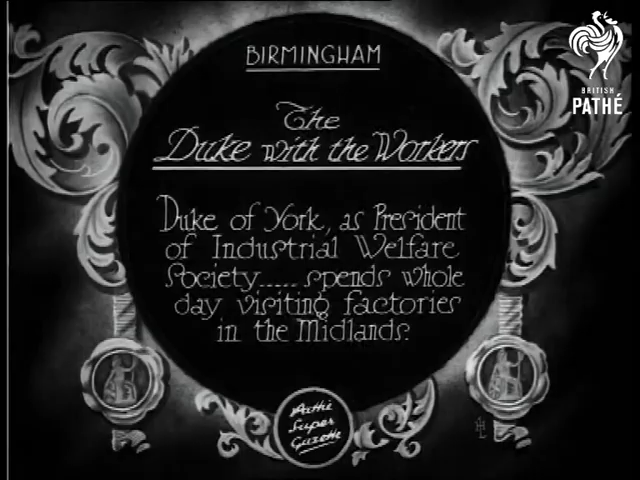 BIRMINGHAM
The
Duke with the Workers
Duke of York, as President
of Industrial Welfare
Society..... spends whole
day visiting factories
in the Midlands.
Pathé
Super
Gazette
BRITISH
PATHÉ